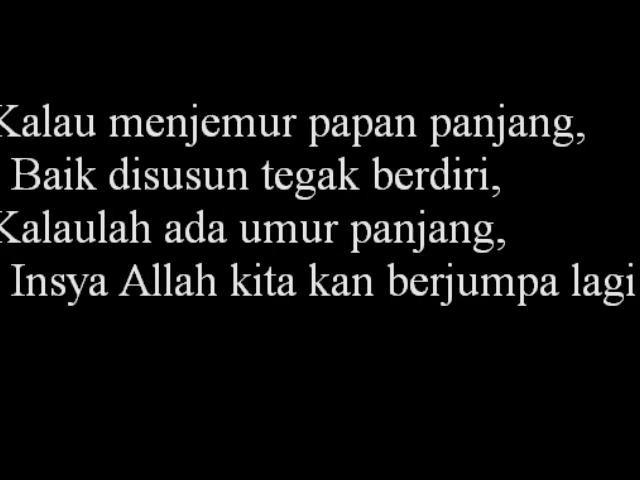 Kalau menjemur papan panjang,
Baik disusun tegak berdiri,
Kalaulah ada umur panjang,
Insya Allah kita kan berjumpa lagi